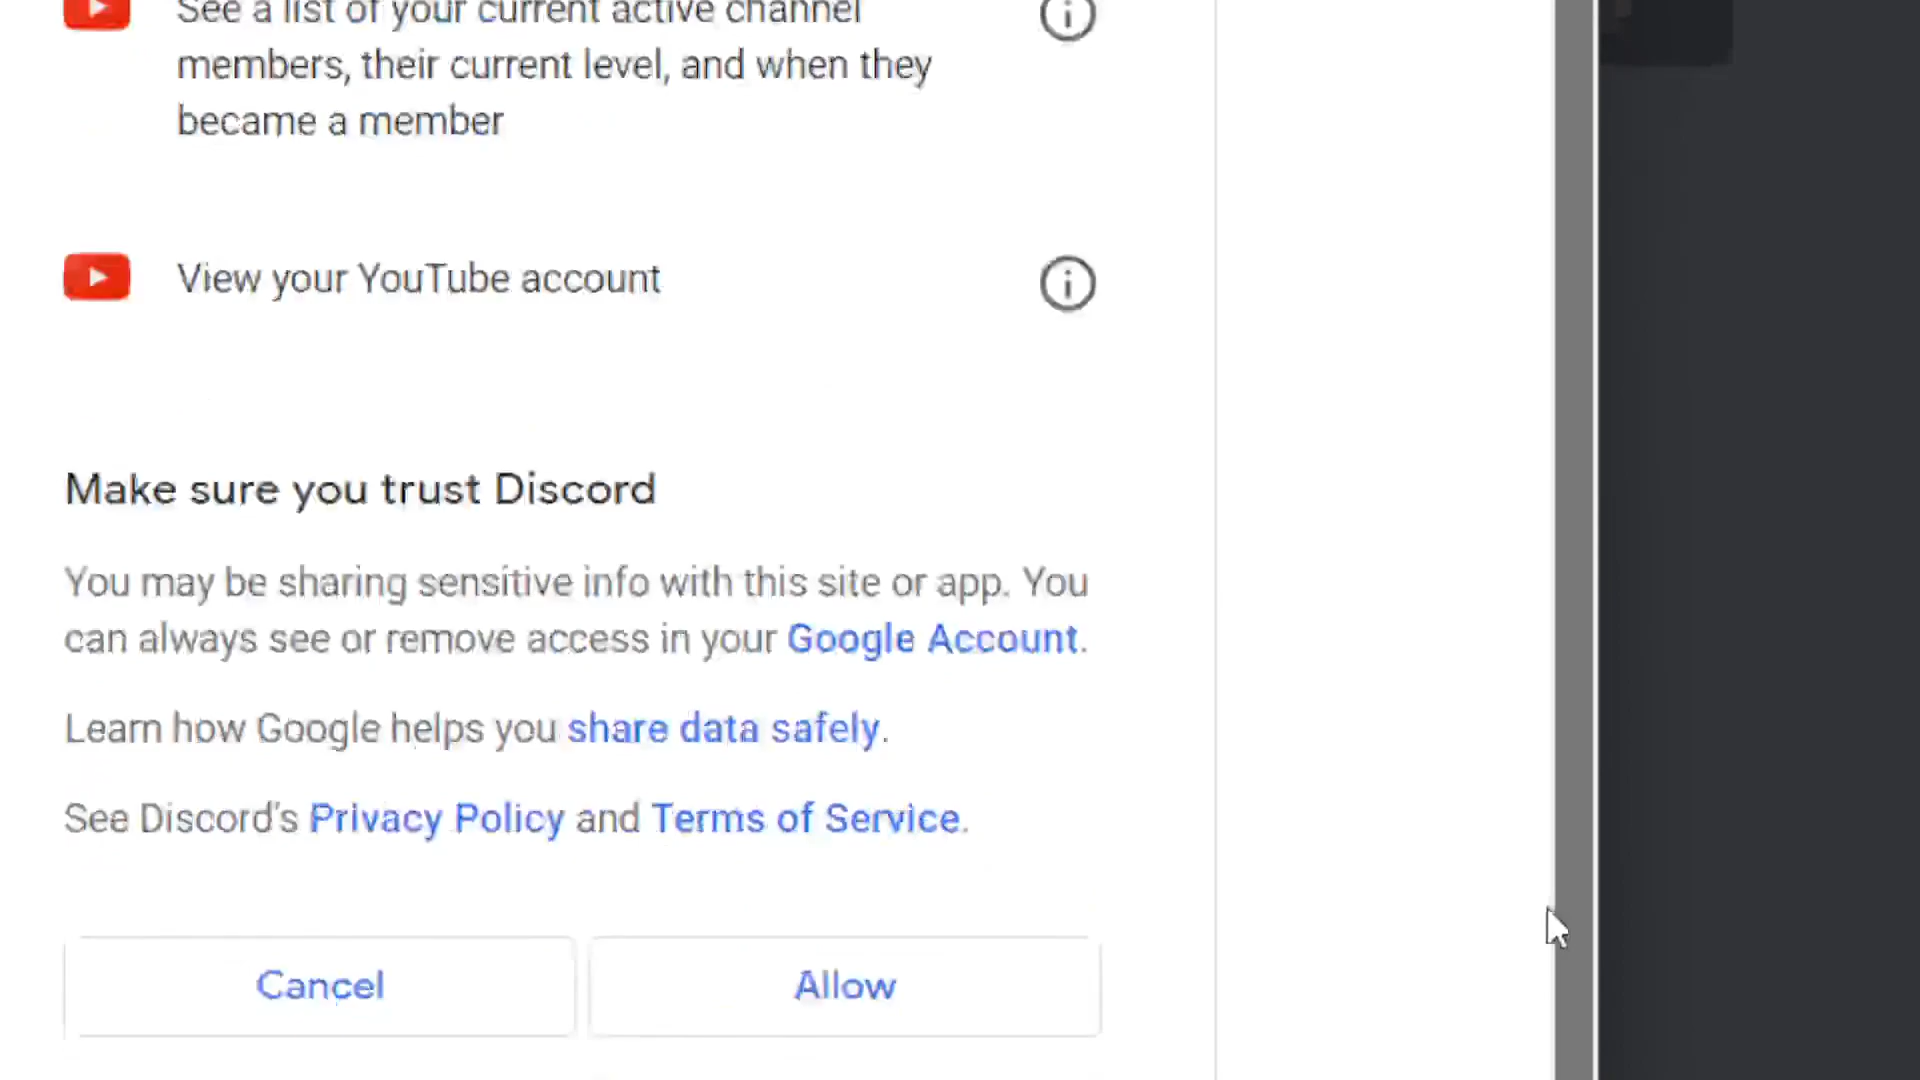 See a list of your current active channel
members, their current level, and when they
became a member
View your YouTube account
Make sure you trust Discord
You may be sharing sensitive info with this site or app. You
can always see or remove access in your Google Account.
Learn how Google helps you share data safely.
See Discord's Privacy Policy and Terms of Service.
Cancel
Allow